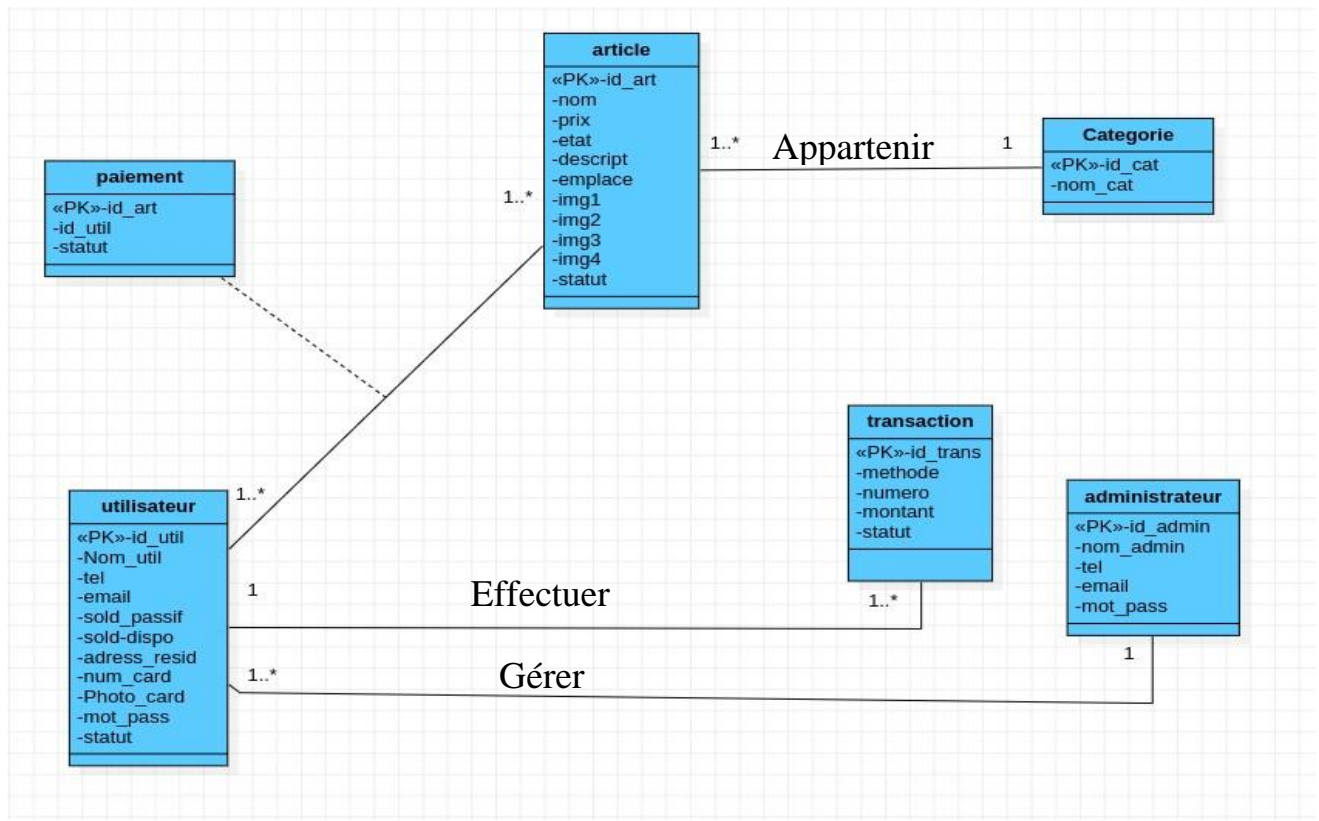 article
«PK»-id_art
-nom
-prix
-etat
-descript
-emplace
-img1
-img2
-img3
-img4
-statut
1..*
Appartenir
1
Categorie
«PK»-id_cat
-nom_cat
paiement
«PK»-id_art
-id_util
-statut
1..*
1..*
utilisateur
«PK»-id_util
-Nom_util
-tel
-email
-sold_passif
-sold-dispo
-adress_resid
-num_card
-Photo_card
-mot_pass
-statut
1
Effectuer
1..*
transaction
«PK»-id_trans
-methode
-numero
-montant
-statut
1..*
Gérer
1
administrateur
«PK»-id_admin
-nom_admin
-tel
-email
-mot_pass